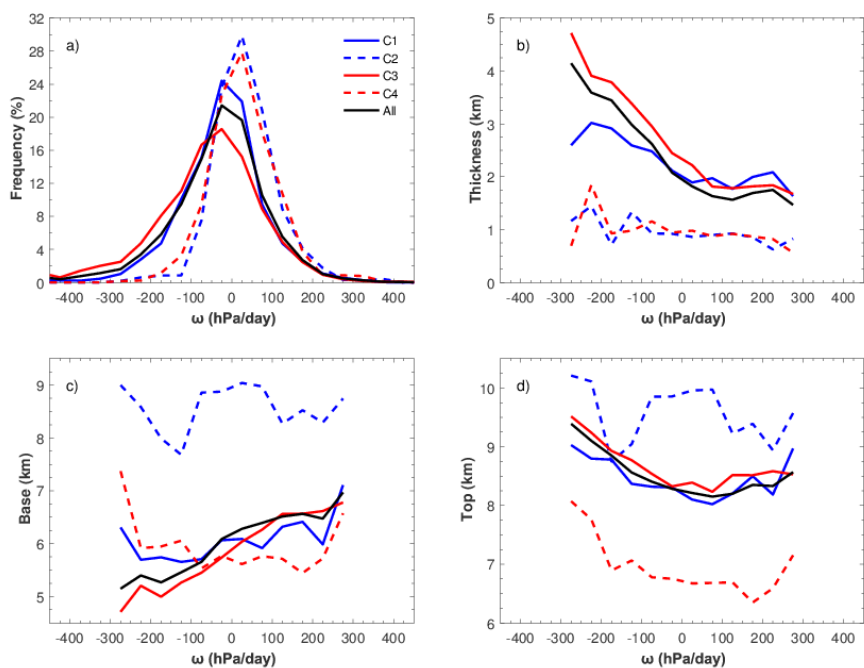 a)
C1
C2
C3
C4
All
32
28
24
20
16
12
8
4
0
Frequency (%)
-400 -300 -200 -100 0 100 200 300 400
ω (hPa/day)
b)
5
4
3
2
1
0
Thickness (km)
-400 -300 -200 -100 0 100 200 300 400
ω (hPa/day)
c)
9
8
7
6
5
Base (km)
-400 -300 -200 -100 0 100 200 300 400
ω (hPa/day)
d)
10
9
8
7
6
Top (km)
-400 -300 -200 -100 0 100 200 300 400
ω (hPa/day)